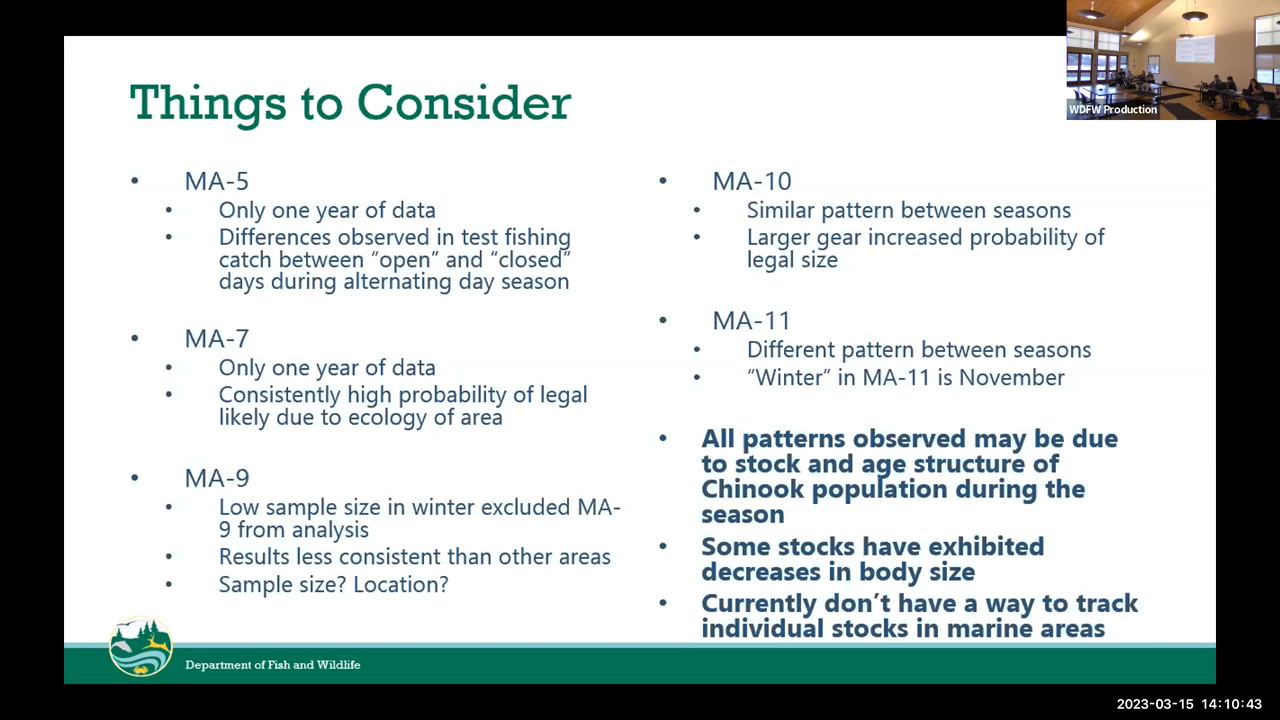 WDFW Production
Things to Consider
• MA-5
• Only one year of data
• Differences observed in test fishing
catch between “open” and “closed”
days during alternating day season
• MA-7
• Only one year of data
• Consistently high probability of legal
likely due to ecology of area
• MA-9
• Low sample size in winter excluded MA-
9 from analysis
• Results less consistent than other areas
• Sample size? Location?
• MA-10
• Similar pattern between seasons
• Larger gear increased probability of
legal size
• MA-11
• Different pattern between seasons
• “Winter” in MA-11 is November
• All patterns observed may be due
to stock and age structure of
Chinook population during the
season
• Some stocks have exhibited
decreases in body size
• Currently don’t have a way to track
individual stocks in marine areas
Department of Fish and Wildlife
2023-03-15 14:10:43